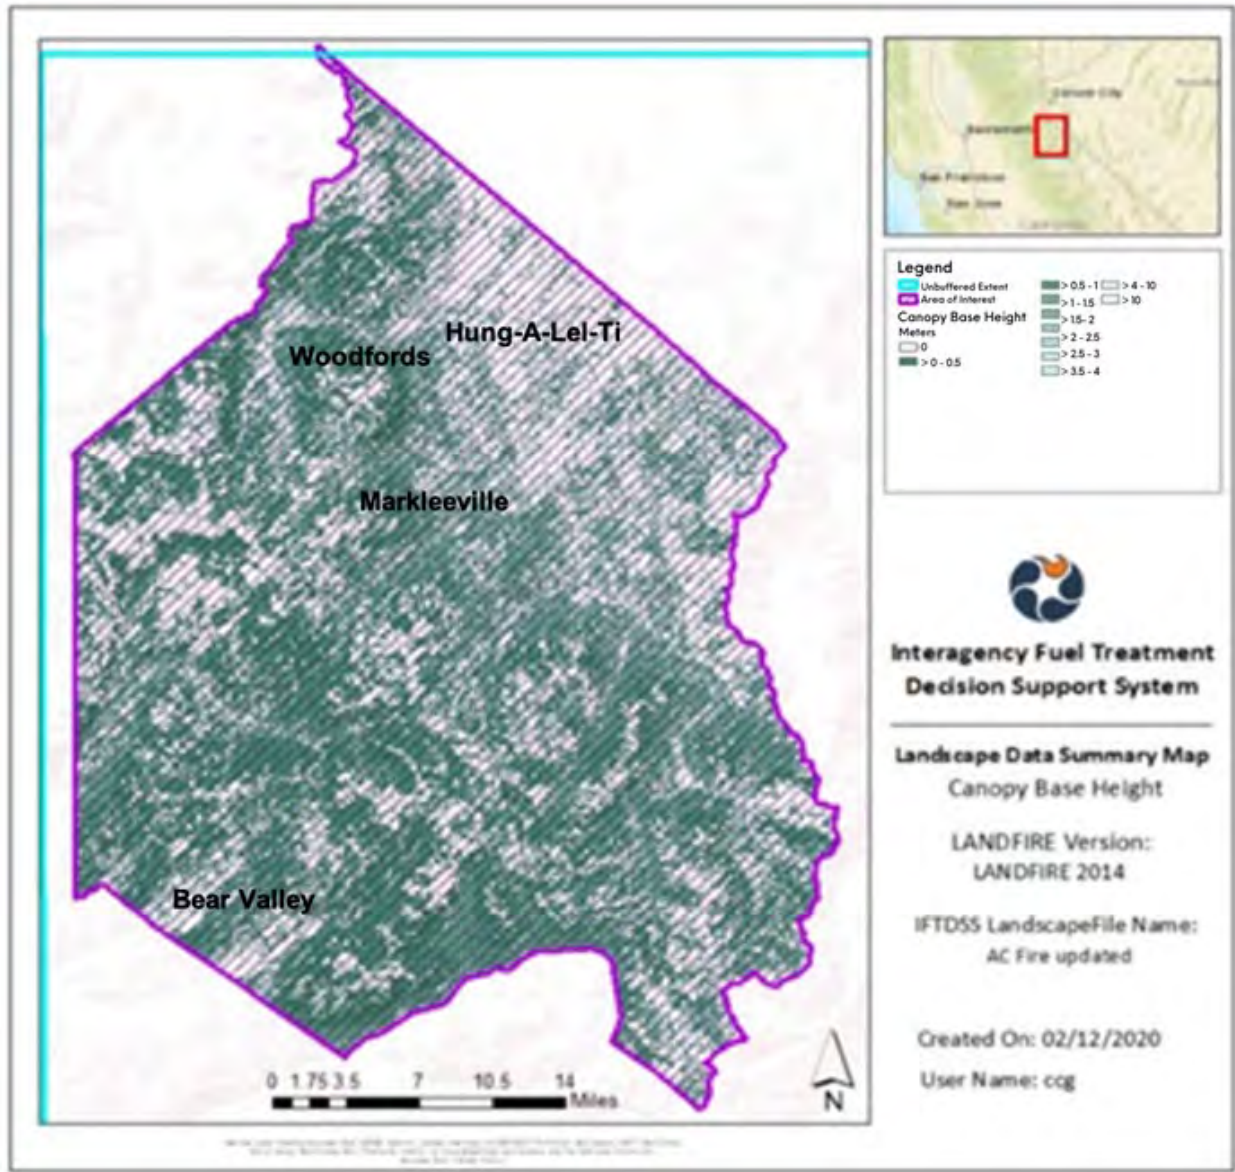 Hung-A-Lel-Ti
Woodfords
Markleeville
Bear Valley
0 1.75 3.5 7 10.5 14
Miles
N
Carson City
Sacramento
San Francisco
San Jose
Legend
Unbuffered Extent
Area of Interest
Canopy Base Height
Meters
0
> 0 - 0.5
> 0.5 - 1
> 1 - 1.5
> 1.5- 2
> 2 - 2.5
> 2.5 - 3
> 3.5 - 4
> 4 - 10
> 10
Interagency Fuel Treatment
Decision Support System
Landscape Data Summary Map
Canopy Base Height
LANDFIRE Version:
LANDFIRE 2014
IFTDSS LandscapeFile Name:
AC Fire updated
Created On: 02/12/2020
User Name: ccg